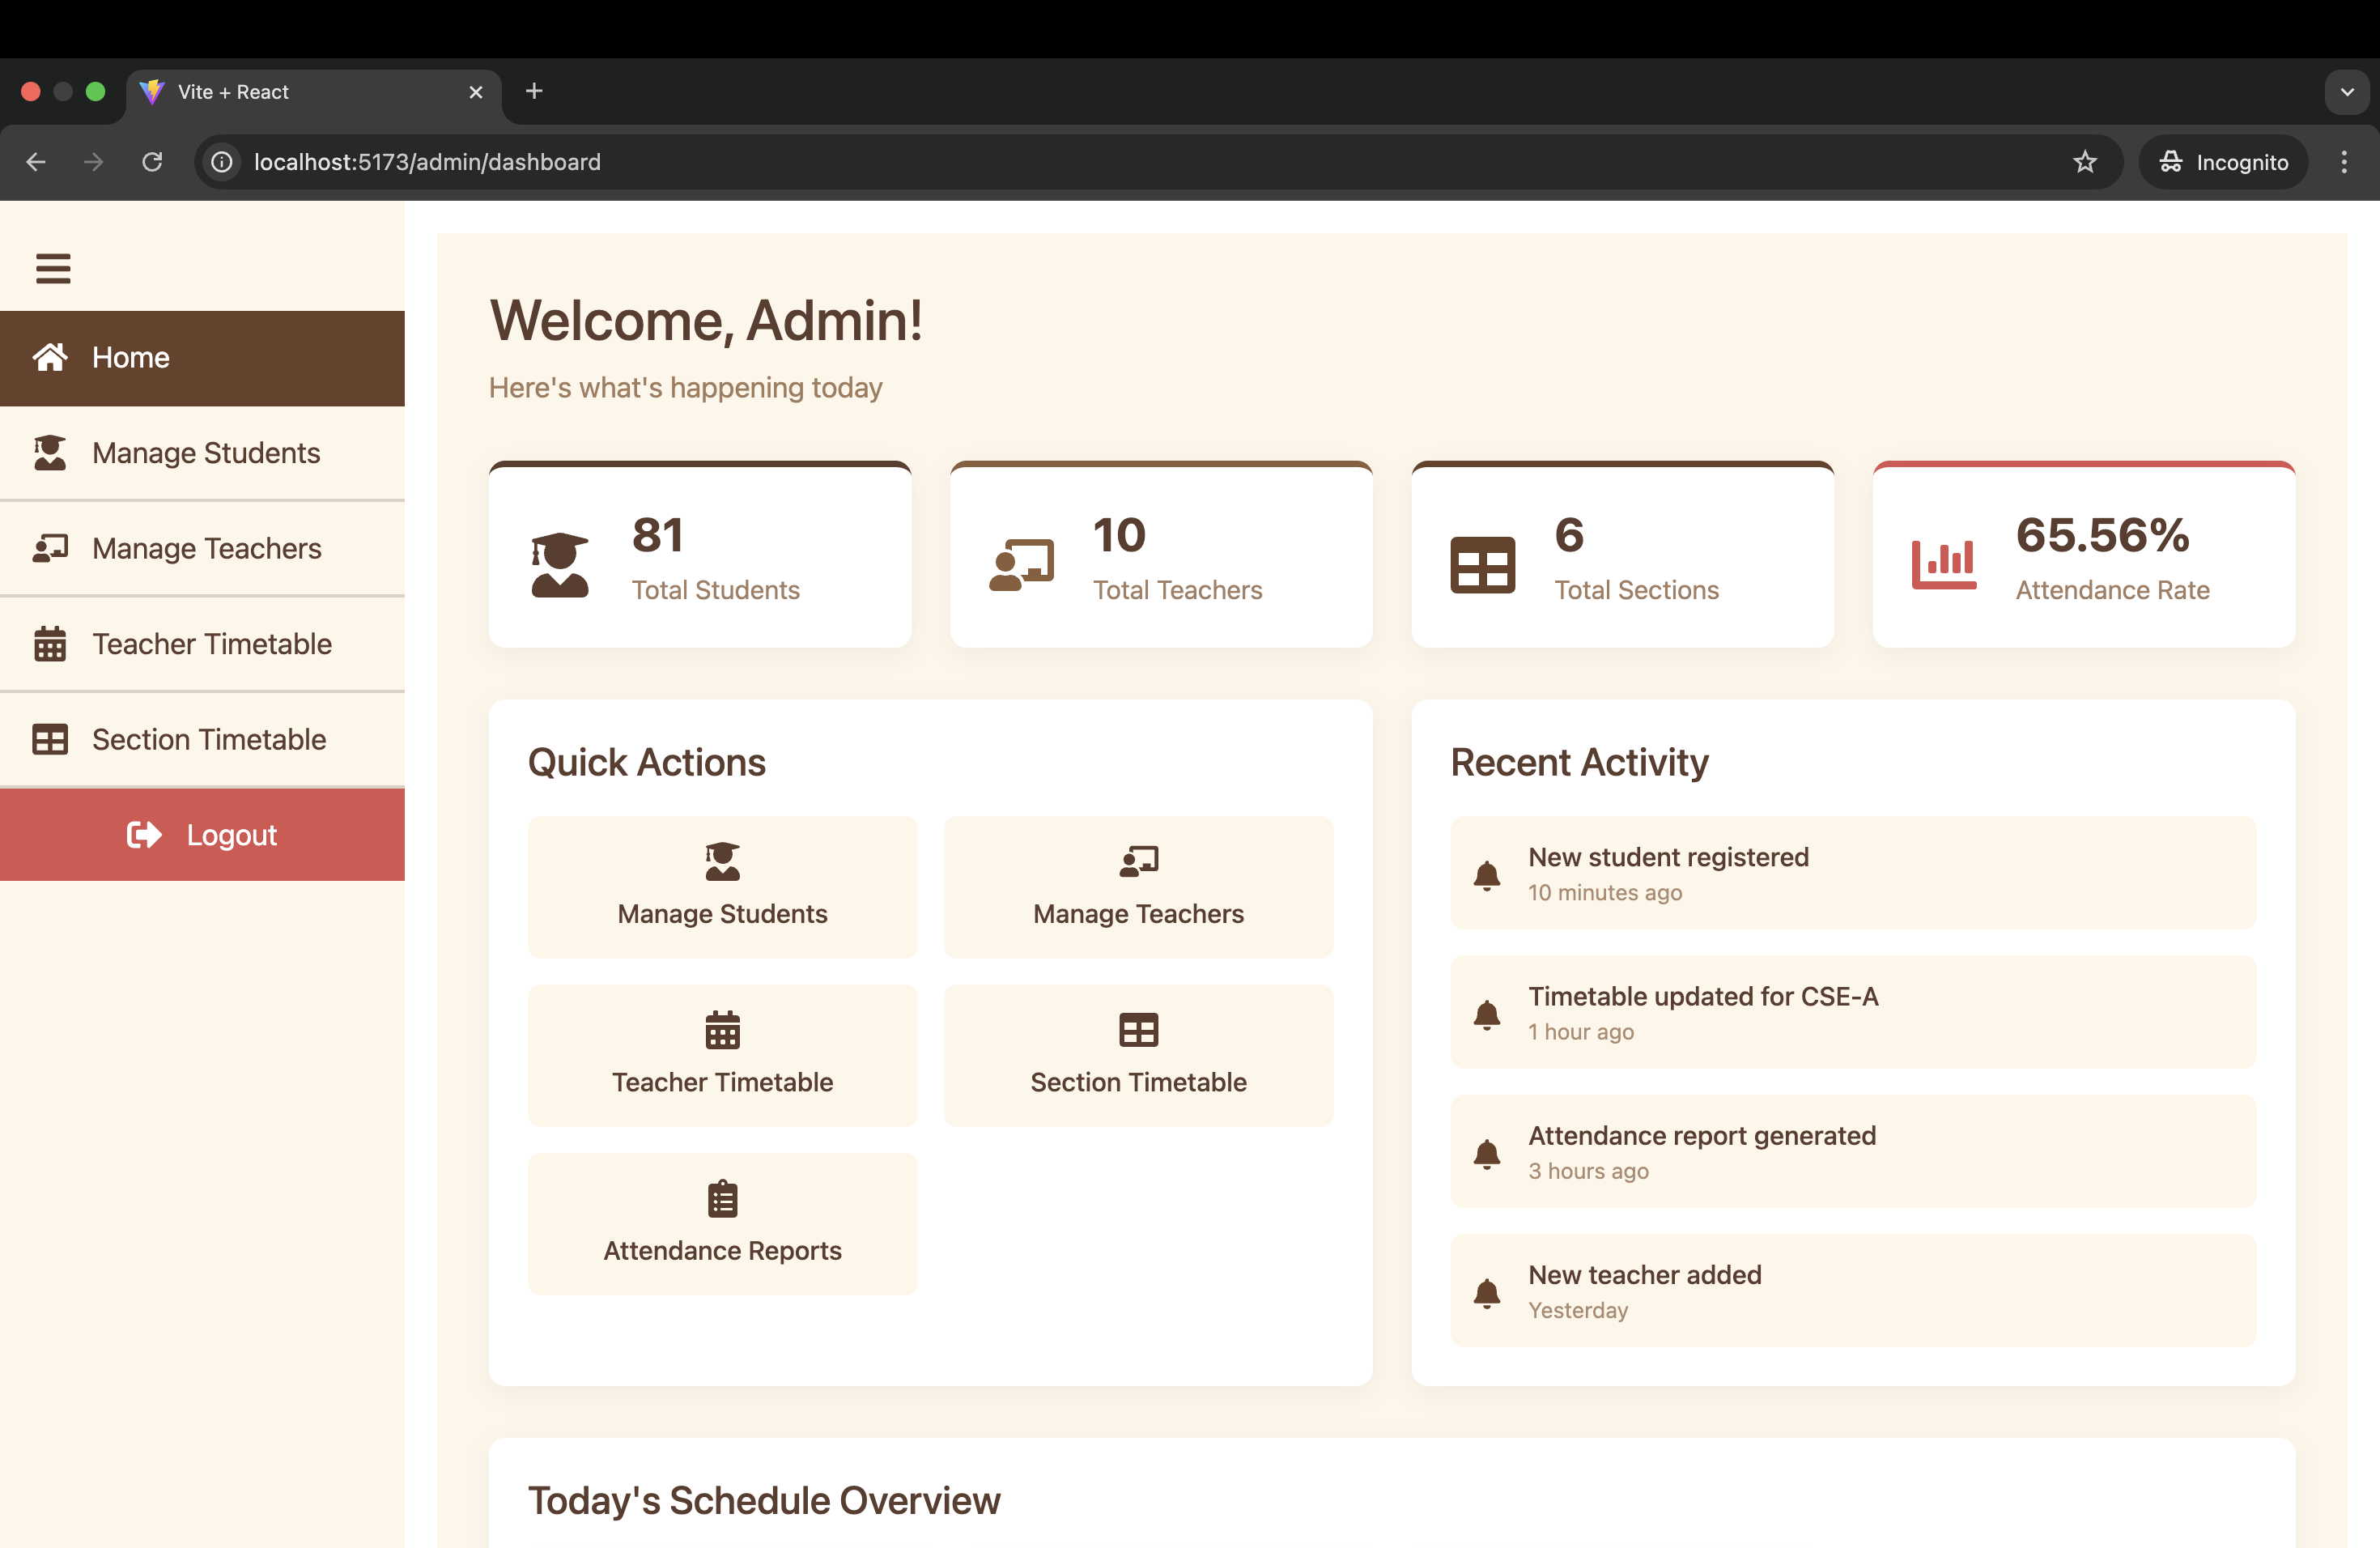 Vite + React
localhost:5173/admin/dashboard
Incognito
Home
Manage Students
Manage Teachers
Teacher Timetable
Section Timetable
Logout
Welcome, Admin!
Here's what's happening today
81
Total Students
10
Total Teachers
6
Total Sections
65.56%
Attendance Rate
Quick Actions
Manage Students
Manage Teachers
Teacher Timetable
Section Timetable
Attendance Reports
Recent Activity
New student registered
10 minutes ago
Timetable updated for CSE-A
1 hour ago
Attendance report generated
3 hours ago
New teacher added
Yesterday
Today's Schedule Overview